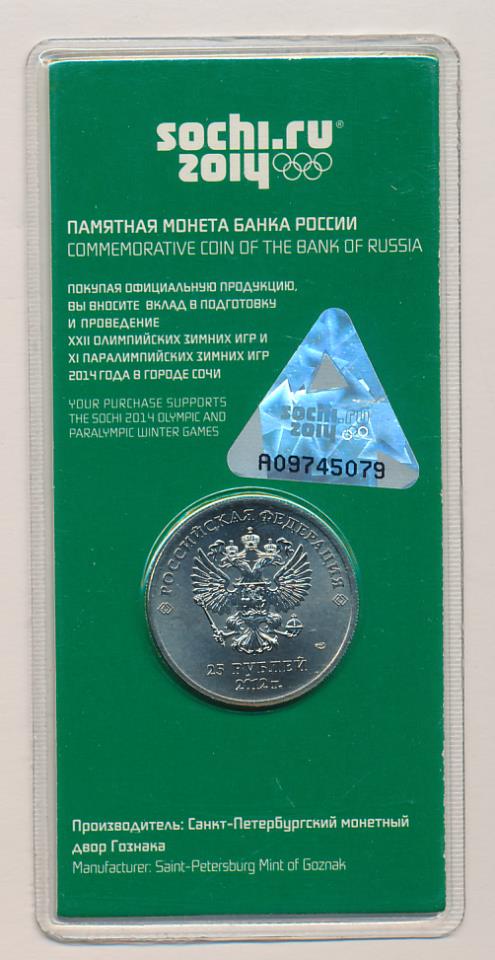 sochi.ru®
2014
ПАМЯТНАЯ МОНЕТА БАНКА РОССИИ
COMMEMORATIVE COIN OF THE BANK OF RUSSIA
ПОКУПАЯ ОФИЦИАЛЬНУЮ ПРОДУКЦИЮ,
ВЫ ВНОСИТЕ ВКЛАД В ПОДГОТОВКУ
И ПРОВЕДЕНИЕ
XXII ОЛИМПИЙСКИХ ЗИМНИХ ИГР И
XI ПАРАЛИМПИЙСКИХ ЗИМНИХ ИГР
2014 ГОДА В ГОРОДЕ СОЧИ
YOUR PURCHASE SUPPORTS
THE SOCHI 2014 OLYMPIC AND
PARALYMPIC WINTER GAMES
sochi.ru
2014
A09745079
РОССИЙСКАЯ ФЕДЕРАЦИЯ
25 РУБЛЕЙ
2012 г.
Производитель: Санкт-Петербургский монетный
двор Гознака
Manufacturer: Saint-Petersburg Mint of Goznak